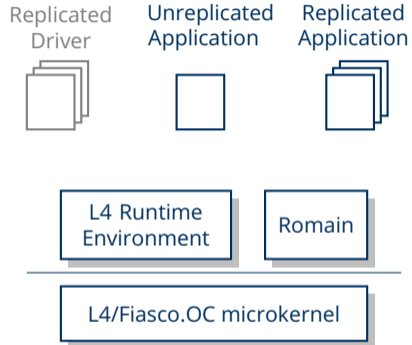 Replicated
Driver
Unreplicated
Application
Replicated
Application
L4 Runtime
Environment
Romain
L4/Fiasco.OC microkernel